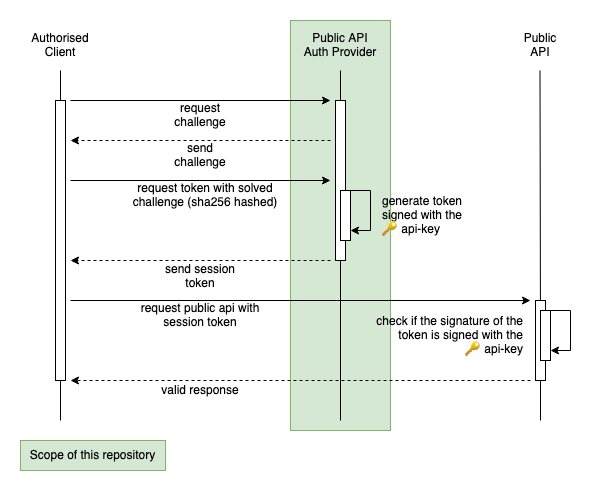 Authorised
Client
Public API
Auth Provider
Public
API
request
challenge
send
challenge
request token with solved
challenge (sha256 hashed)
generate token
signed with the
🔑 api-key
send session
token
request public api with
session token
check if the signature of the
token is signed with the
🔑 api-key
valid response
Scope of this repository